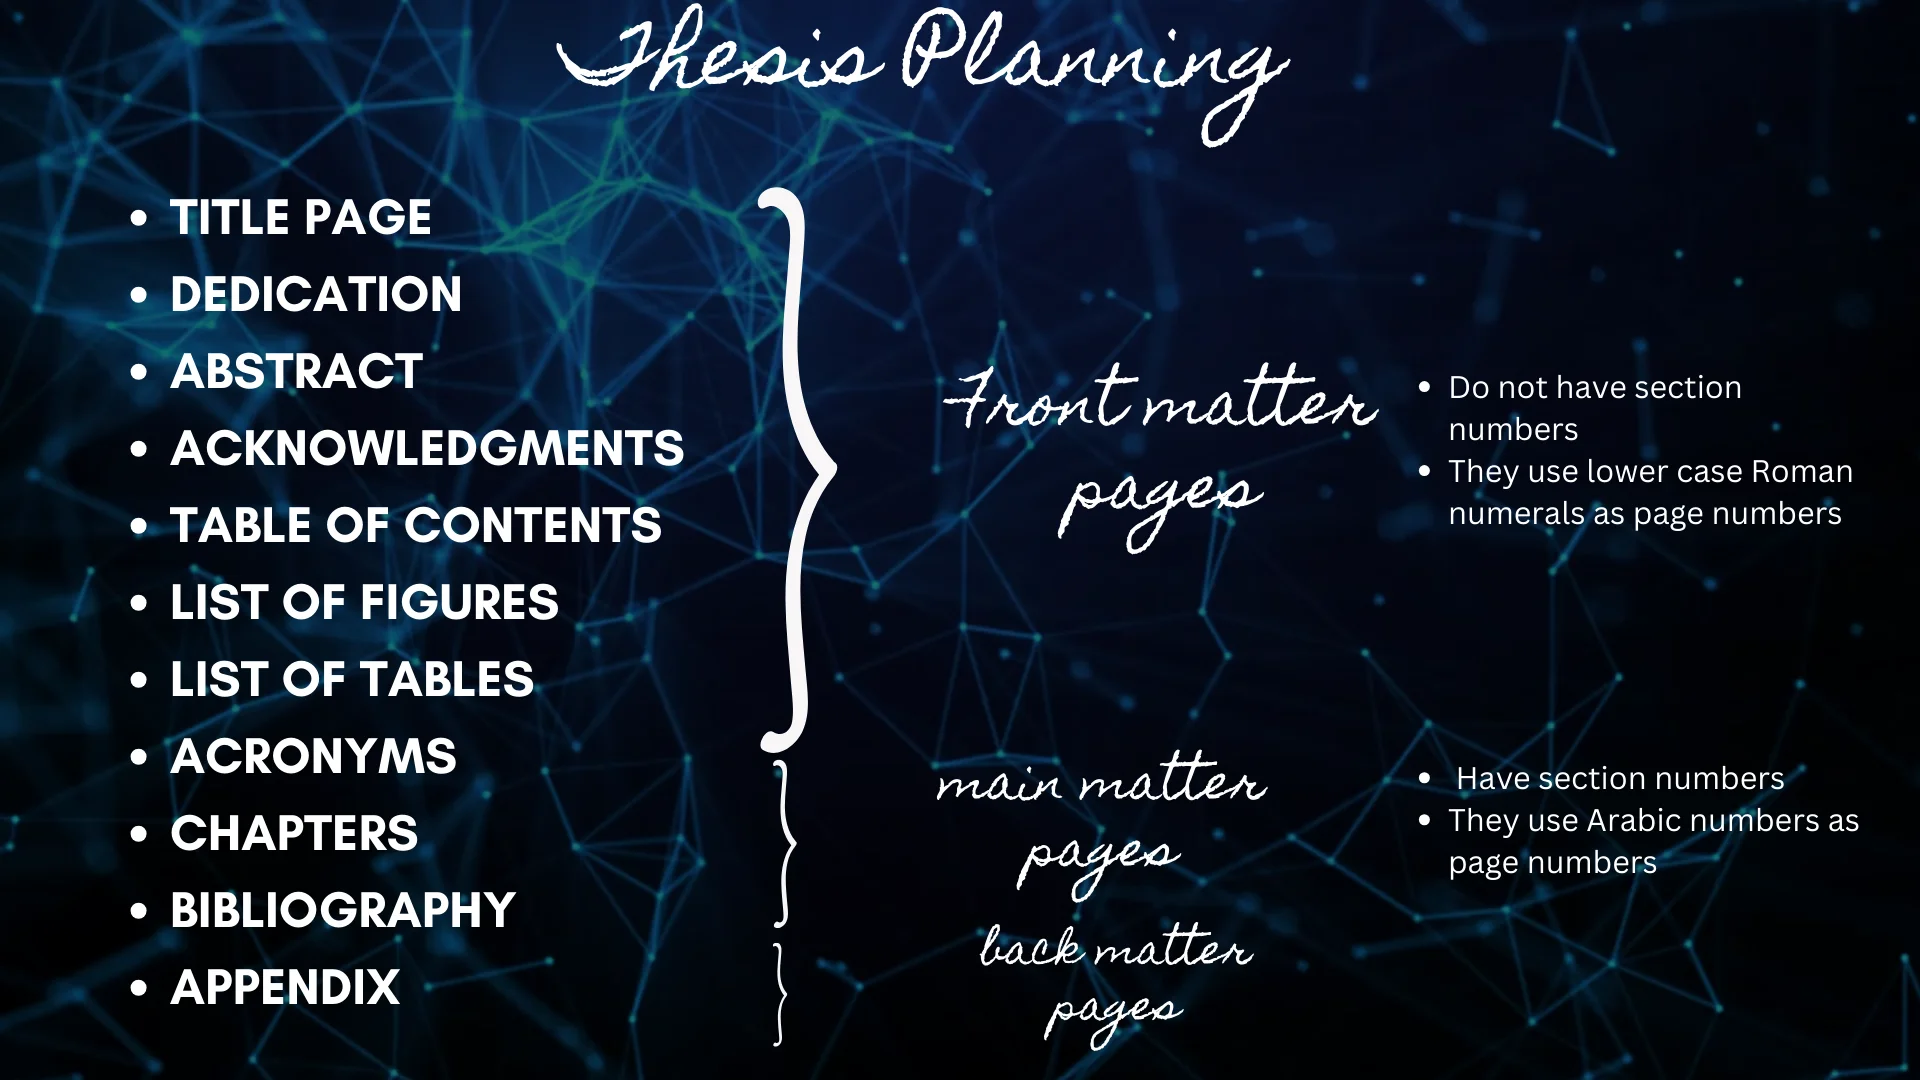 Thesis Planning
• TITLE PAGE
• DEDICATION
• ABSTRACT
• ACKNOWLEDGMENTS
• TABLE OF CONTENTS
• LIST OF FIGURES
• LIST OF TABLES
• ACRONYMS
• CHAPTERS
• BIBLIOGRAPHY
• APPENDIX
Front matter
pages
• Do not have section
numbers
• They use lower case Roman
numerals as page numbers
main matter
pages
• Have section numbers
• They use Arabic numbers as
page numbers
back matter
pages